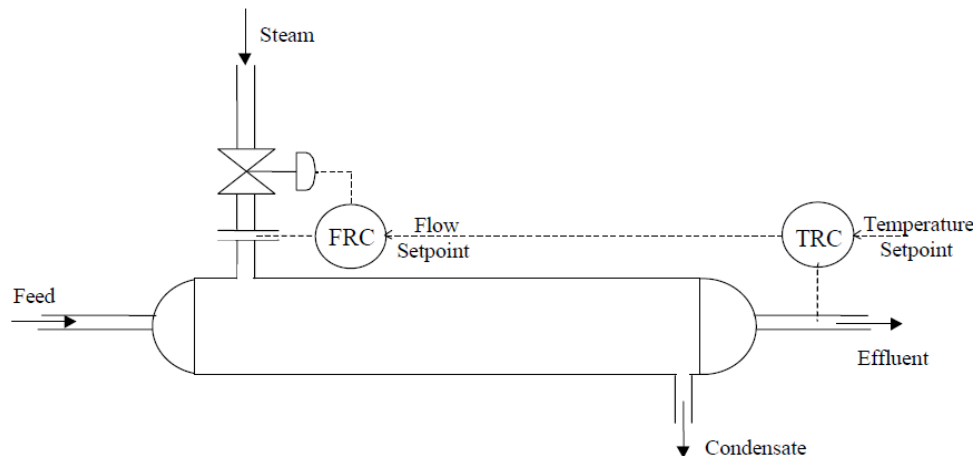 Steam
FRC
Flow
Setpoint
TRC
Temperature
Setpoint
Feed
Effluent
Condensate